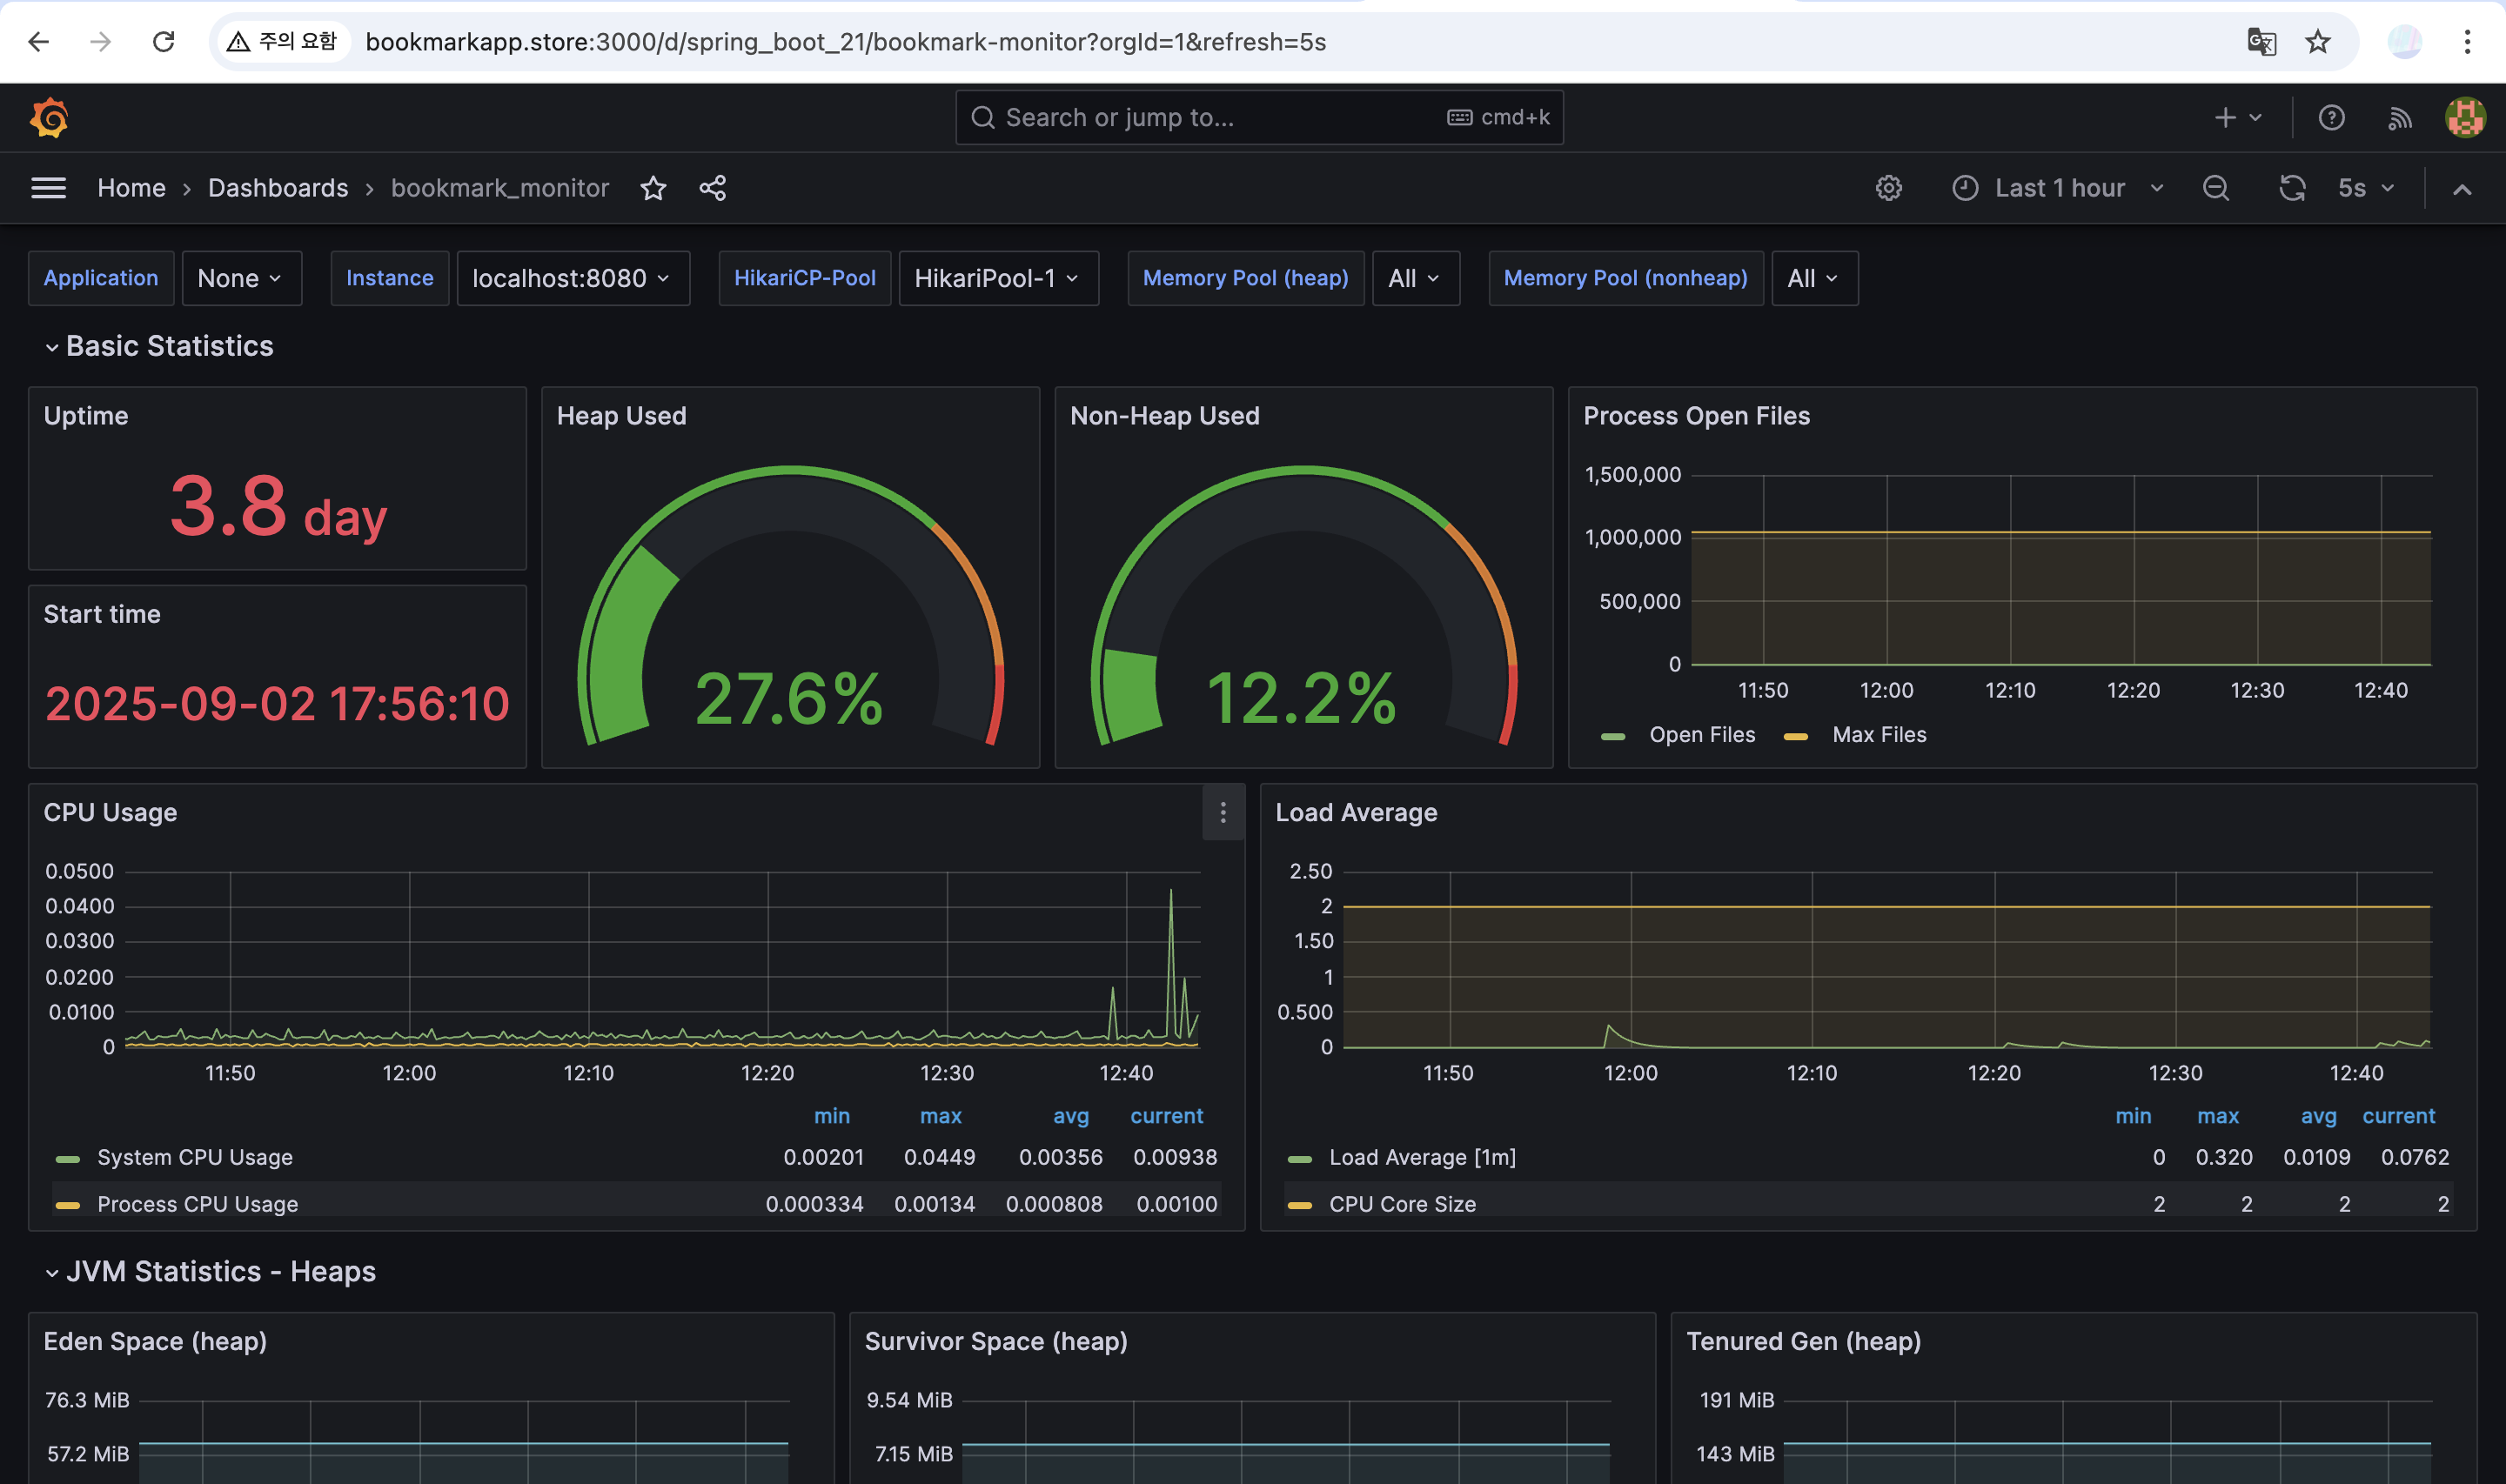 주의 요함 bookmarkapp.store:3000/d/spring_boot_21/bookmark-monitor?orgId=1&refresh=5s
Search or jump to... cmd+k
Home › Dashboards › bookmark_monitor Last 1 hour 5s
Application None Instance localhost:8080 HikariCP-Pool HikariPool-1 Memory Pool (heap) All Memory Pool (nonheap) All
Basic Statistics
Uptime
3.8 day
Start time
2025-09-02 17:56:10
Heap Used
27.6%
Non-Heap Used
12.2%
Process Open Files
1,500,000
1,000,000
500,000
0
11:50 12:00 12:10 12:20 12:30 12:40
Open Files Max Files
CPU Usage
0.0500
0.0400
0.0300
0.0200
0.0100
0
11:50 12:00 12:10 12:20 12:30 12:40
min max avg current
System CPU Usage 0.00201 0.0449 0.00356 0.00938
Process CPU Usage 0.000334 0.00134 0.000808 0.00100
Load Average
2.50
2
1.50
1
0.500
0
11:50 12:00 12:10 12:20 12:30 12:40
min max avg current
Load Average [1m] 0 0.320 0.0109 0.0762
CPU Core Size 2 2 2 2
JVM Statistics - Heaps
Eden Space (heap)
76.3 MiB
57.2 MiB
Survivor Space (heap)
9.54 MiB
7.15 MiB
Tenured Gen (heap)
191 MiB
143 MiB